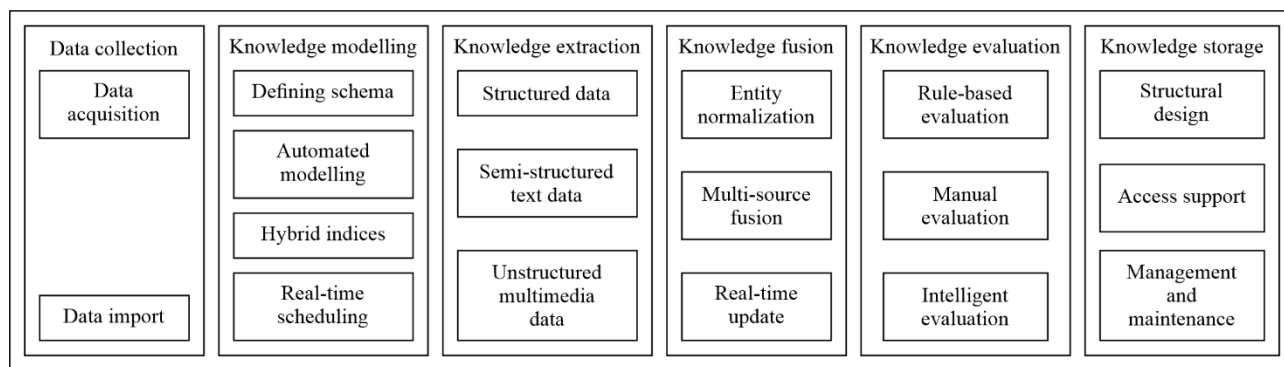 Data collection
Data
acquisition
Data import
Knowledge modelling
Defining schema
Automated
modelling
Hybrid indices
Real-time
scheduling
Knowledge extraction
Structured data
Semi-structured
text data
Unstructured
multimedia
data
Knowledge fusion
Entity
normalization
Multi-source
fusion
Real-time
update
Knowledge evaluation
Rule-based
evaluation
Manual
evaluation
Intelligent
evaluation
Knowledge storage
Structural
design
Access support
Management
and
maintenance